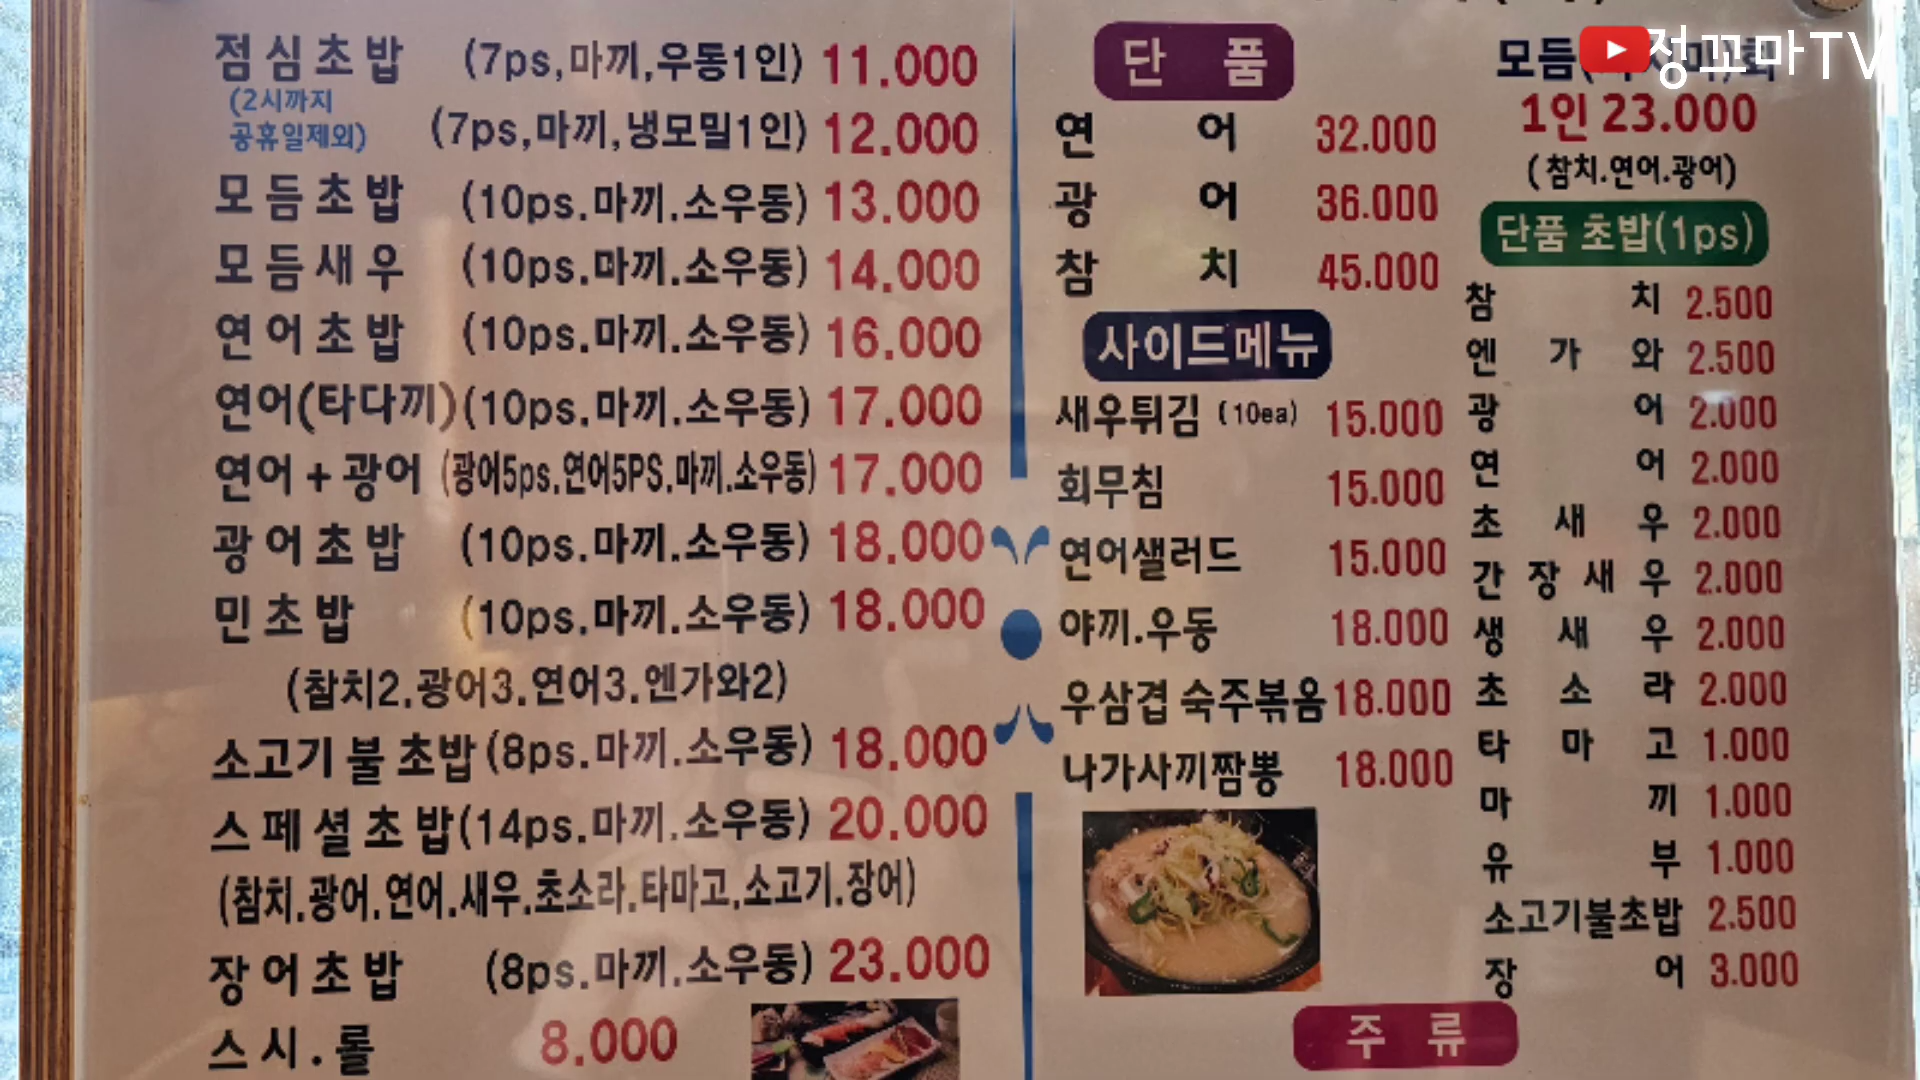 점심초밥 (7ps,마끼,우동1인) 11.000
(2시까지
공휴일제외) (7ps,마끼,냉모밀1인) 12.000
모듬초밥 (10ps.마끼.소우동) 13.000
모듬새우 (10ps.마끼.소우동) 14.000
연어초밥 (10ps.마끼.소우동) 16.000
연어(타다끼) (10ps.마끼.소우동) 17.000
연어+광어 (광어5ps.연어5PS.마끼.소우동) 17.000
광어초밥 (10ps.마끼.소우동) 18.000
민초밥 (10ps.마끼.소우동) 18.000
(참치2.광어3.연어3.엔가와2)
소고기불초밥 (8ps.마끼.소우동) 18.000
스페셜초밥 (14ps.마끼.소우동) 20.000
(참치.광어.연어.새우.초소라.타마고.소고기.장어)
장어초밥 (8ps.마끼.소우동) 23.000
스시.롤 8.000
단품
연어 32.000
광어 36.000
참치 45.000
사이드메뉴
새우튀김 (10ea) 15.000
회무침 15.000
연어샐러드 15.000
야끼.우동 18.000
우삼겹 숙주볶음 18.000
나가사끼짬뽕 18.000
정꼬마TV
모듬( 회
1인 23.000
(참치.연어.광어)
단품 초밥(1ps)
참치 2.500
엔가와 2.500
광어 2.000
연어 2.000
초새우 2.000
간장새우 2.000
생새우 2.000
초소라 2.000
타마고 1.000
마끼 1.000
유부 1.000
소고기불초밥 2.500
장어 3.000
주류